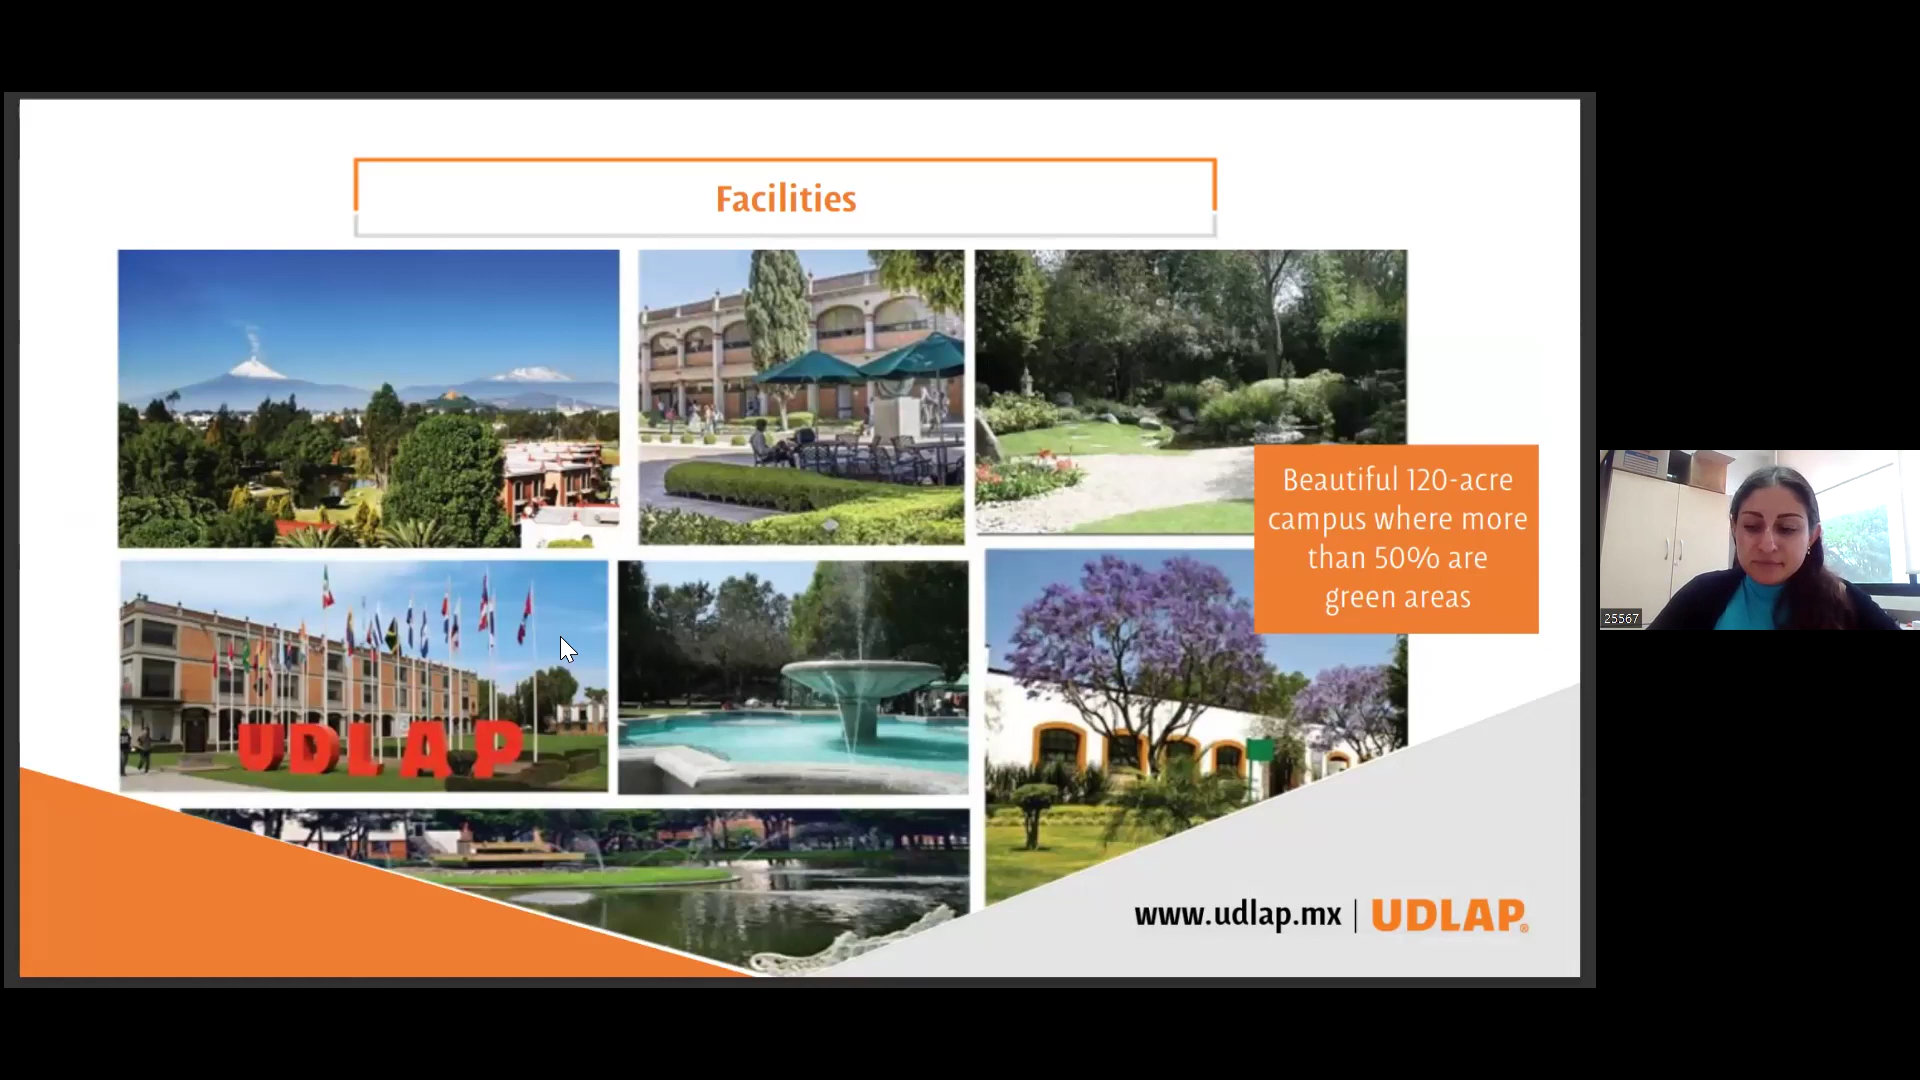 Facilities
Beautiful 120-acre
campus where more
than 50% are
green areas
UDLAP
25567
www.udlap.mx | UDLAP®